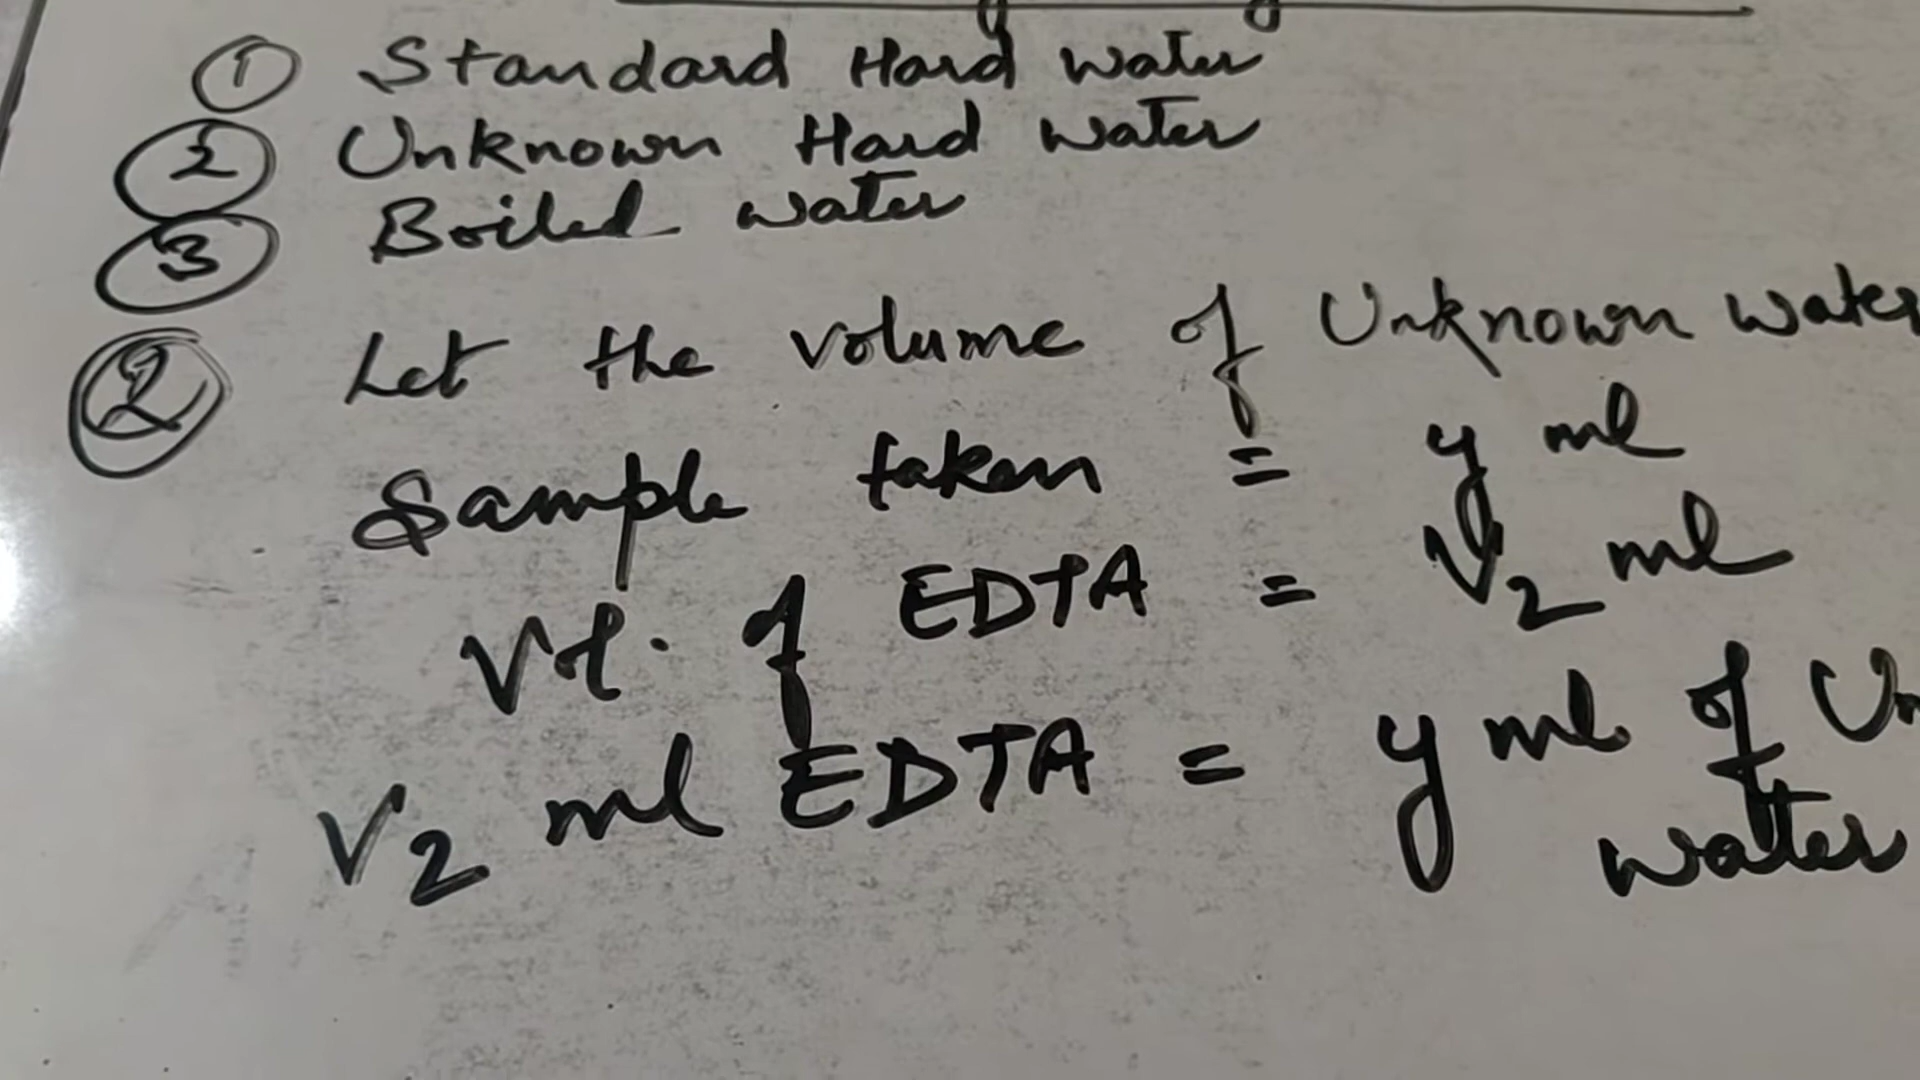 ① Standard Hard water
② Unknown Hard water
③ Boiled water
② Let the volume of Unknown water
Sample taken = y ml
Vol. of EDTA = V₂ ml
V₂ ml EDTA = y ml of Un
water